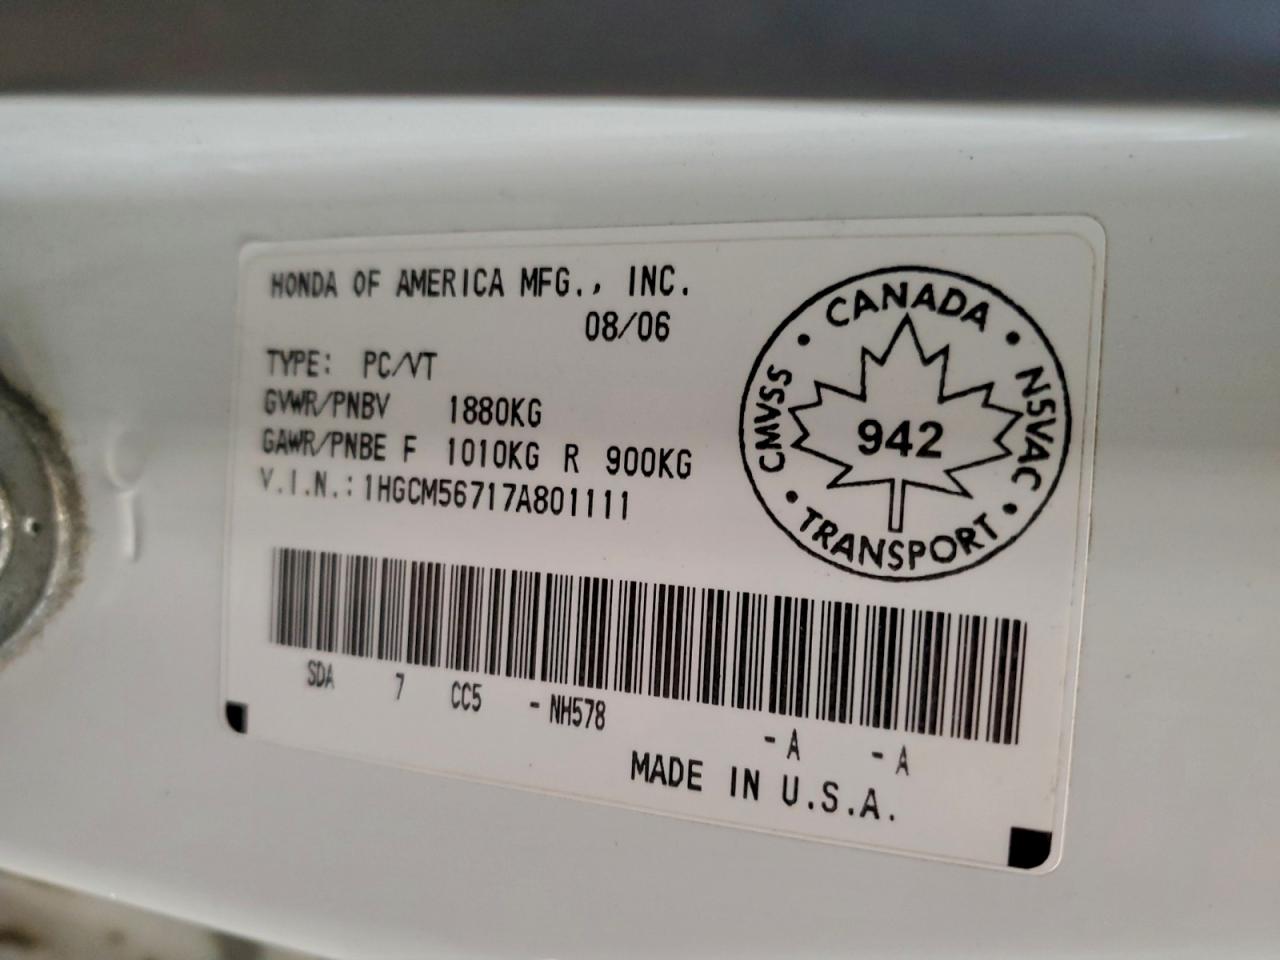 HONDA OF AMERICA MFG., INC.
08/06
TYPE: PC/VT
GVWR/PNBV 1880KG
GAWR/PNBE F 1010KG R 900KG
V.I.N.: 1HGCM56717A801111
CANADA
CMVSS
942
NSVAC
TRANSPORT
SDA 7 CC5 -NH578 -A -A
MADE IN U.S.A.